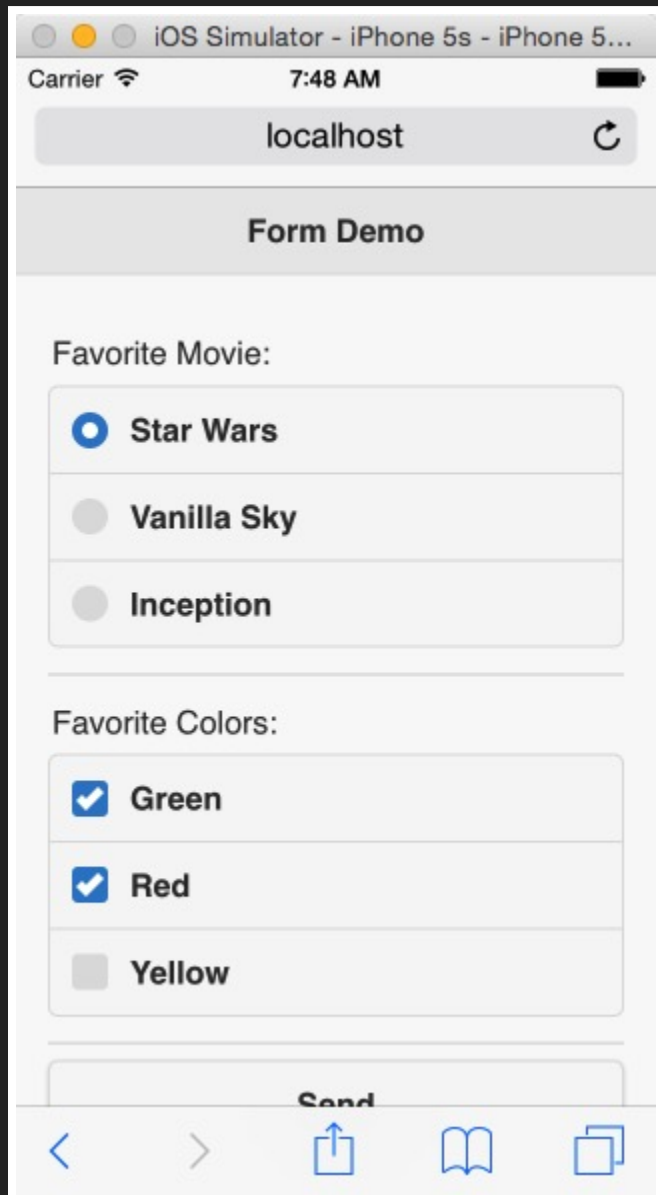 iOS Simulator - iPhone 5s - iPhone 5...
Carrier 7:48 AM
localhost
Form Demo
Favorite Movie:
Star Wars
Vanilla Sky
Inception
Favorite Colors:
Green
Red
Yellow
Send